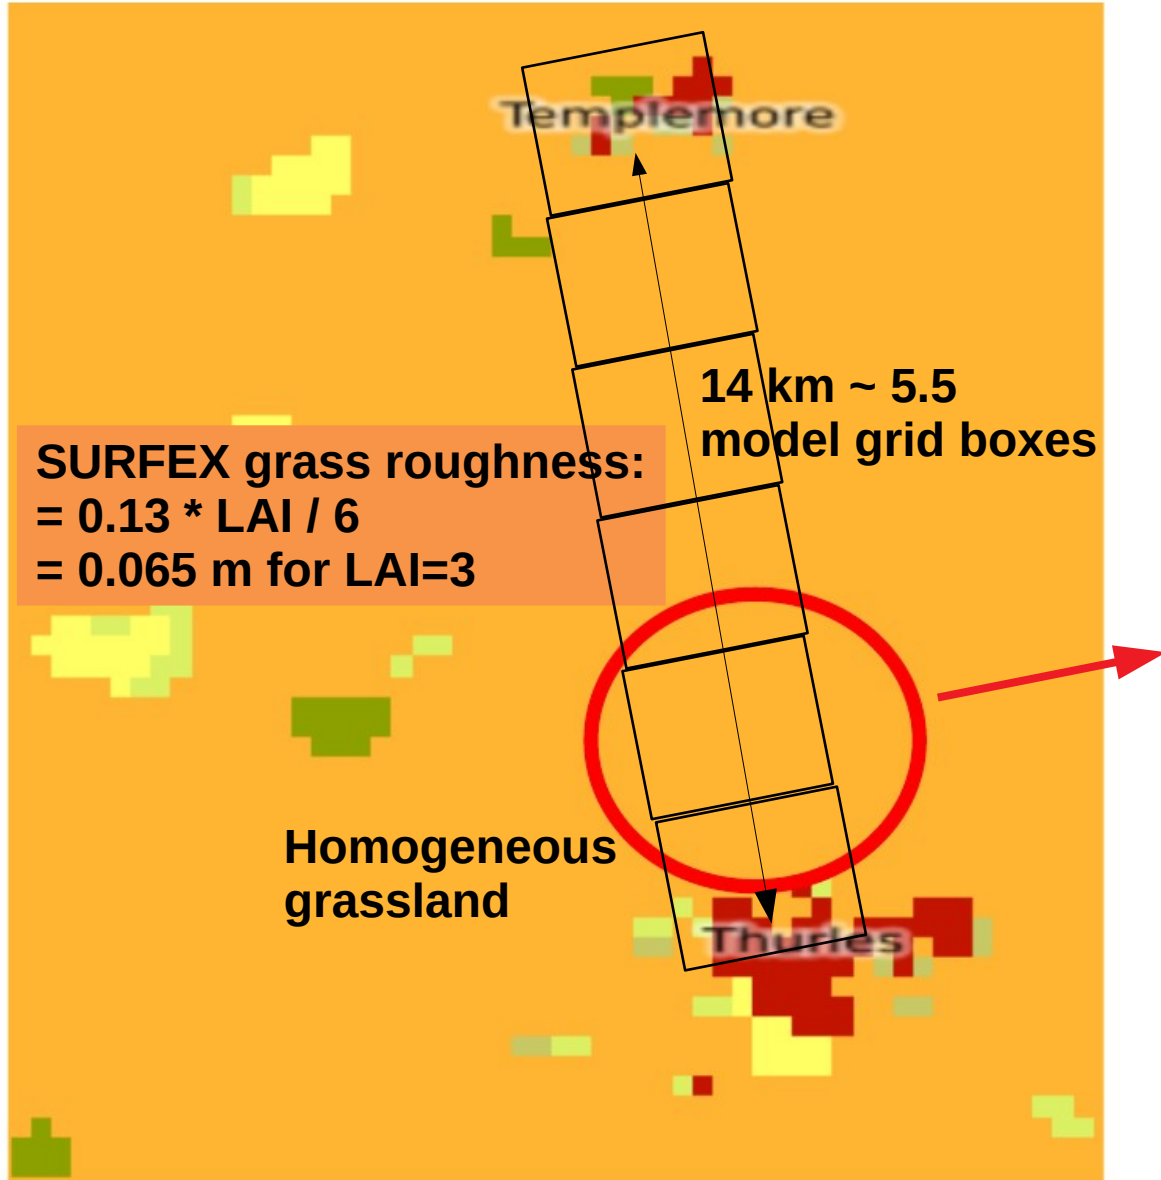 Templemore
14 km ~ 5.5
model grid boxes
SURFEX grass roughness:
= 0.13 * LAI / 6
= 0.065 m for LAI=3
Homogeneous
grassland
Thurles